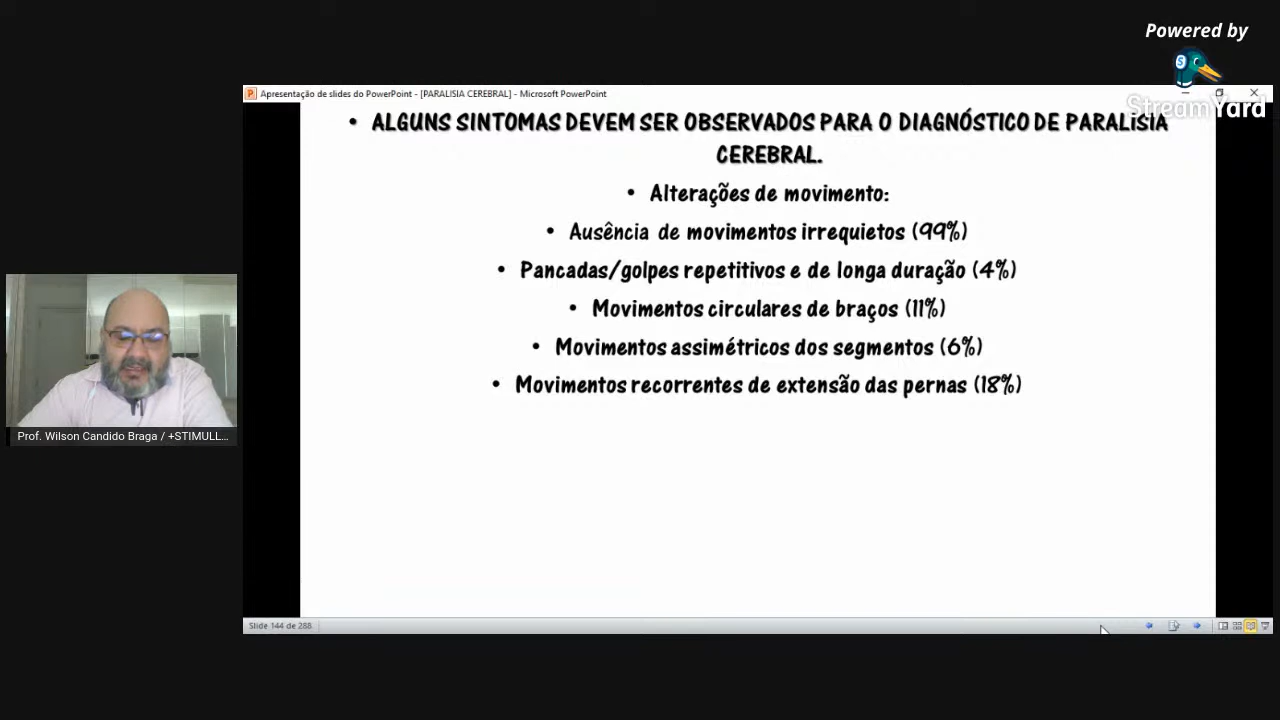 Powered by
StreamYard
Apresentação de slides do PowerPoint - [PARALISIA CEREBRAL] - Microsoft PowerPoint
• ALGUNS SINTOMAS DEVEM SER OBSERVADOS PARA O DIAGNÓSTICO DE PARALISIA
CEREBRAL.
• Alterações de movimento:
• Ausência de movimentos irrequietos (99%)
• Pancadas/golpes repetitivos e de longa duração (4%)
• Movimentos circulares de braços (11%)
• Movimentos assimétricos dos segmentos (6%)
• Movimentos recorrentes de extensão das pernas (18%)
Prof. Wilson Candido Braga / +STIMULL...
Slide 144 de 288